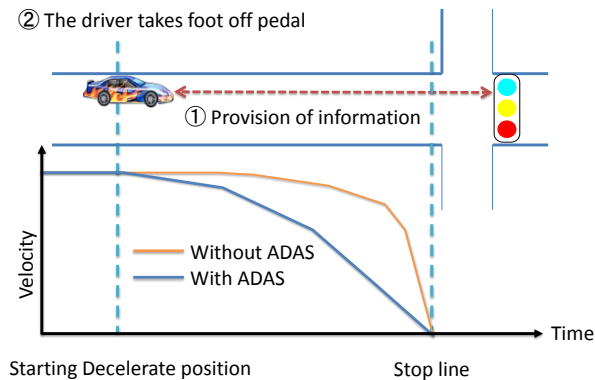 ② The driver takes foot off pedal
① Provision of information
Velocity
Without ADAS
With ADAS
Time
Starting Decelerate position
Stop line